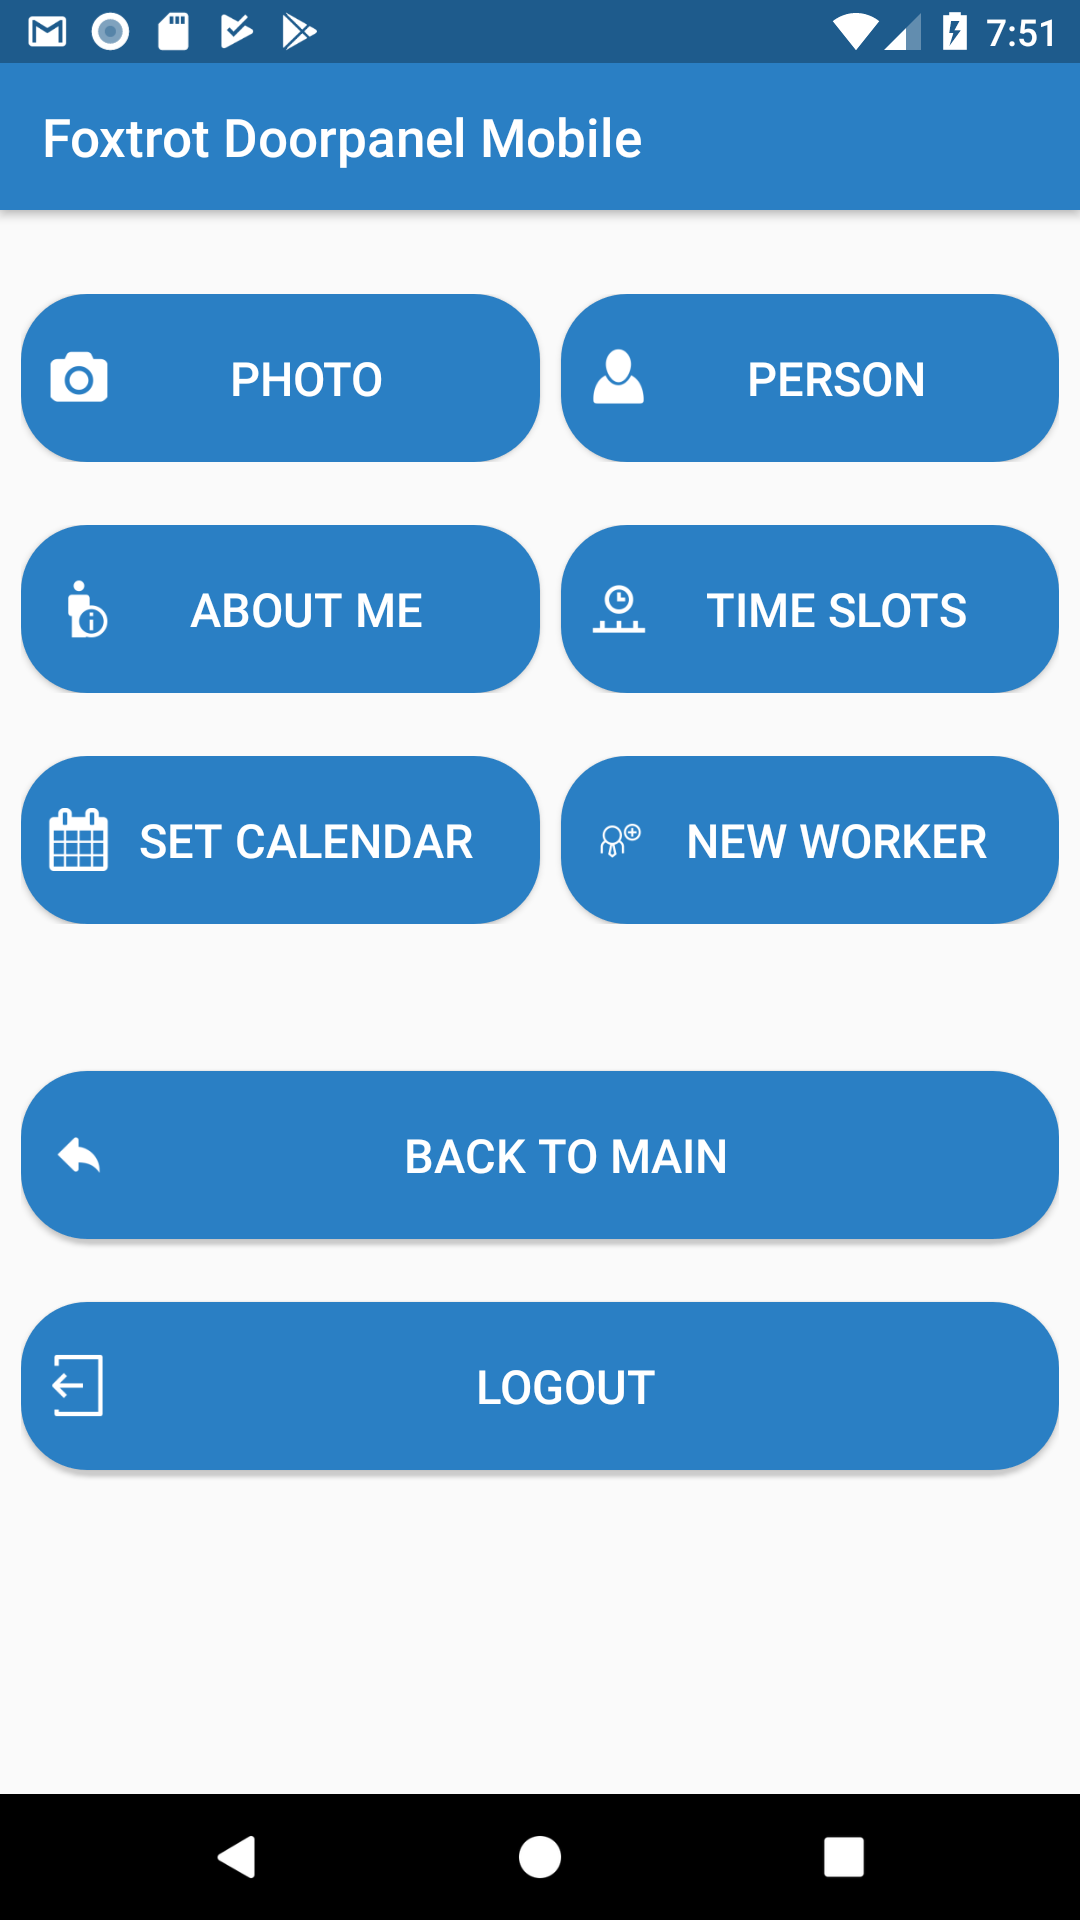 7:51
Foxtrot Doorpanel Mobile
PHOTO
PERSON
ABOUT ME
TIME SLOTS
SET CALENDAR
NEW WORKER
BACK TO MAIN
LOGOUT